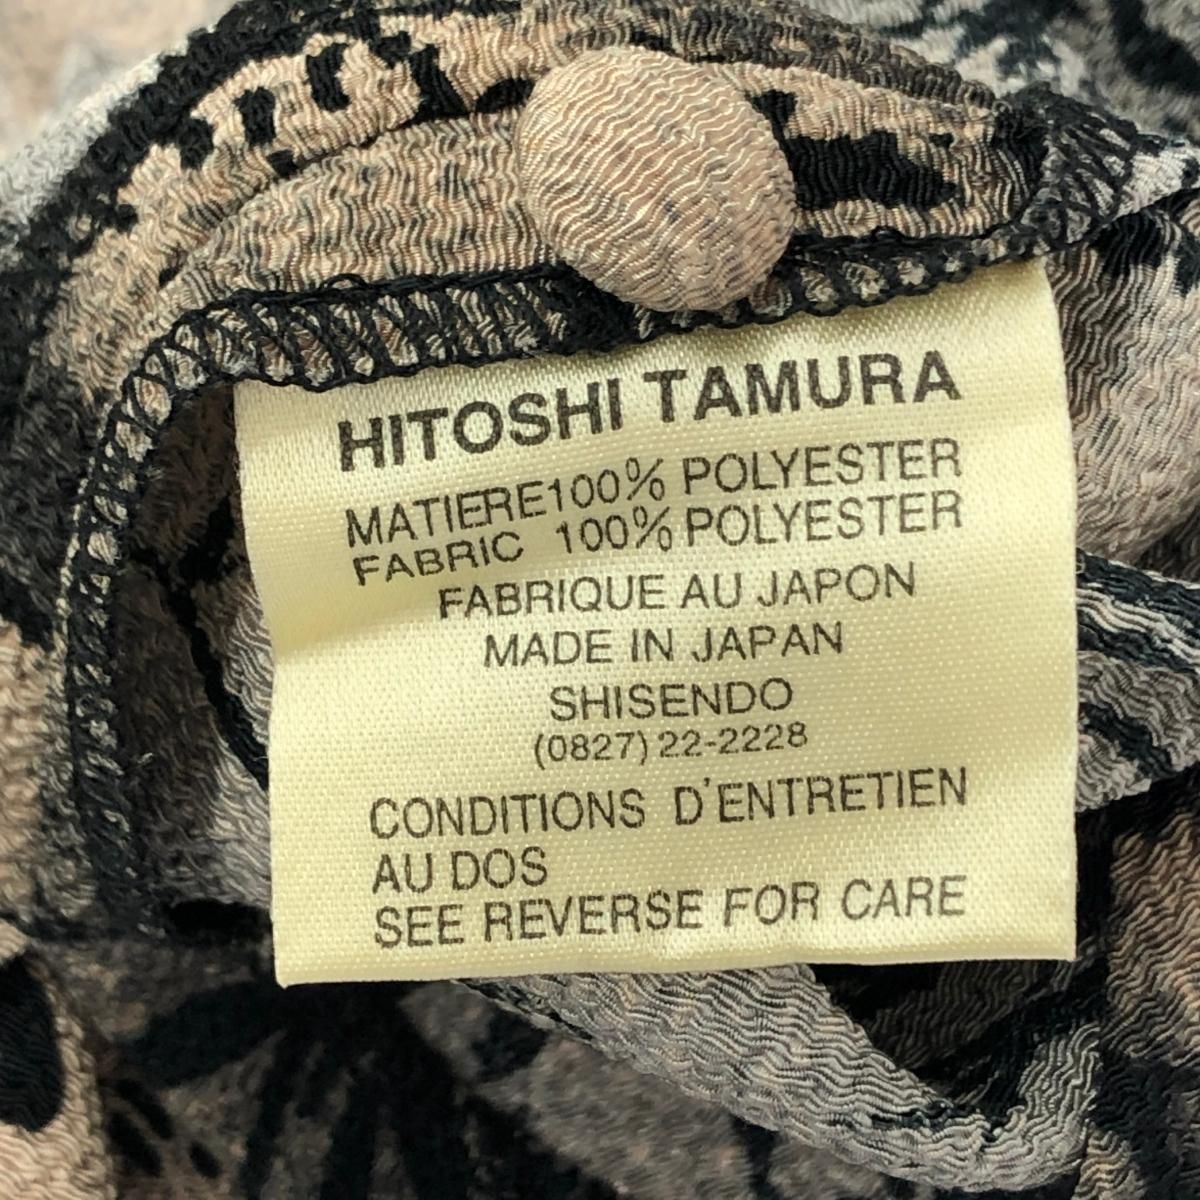 HITOSHI TAMURA
MATIERE100% POLYESTER
FABRIC 100% POLYESTER
FABRIQUE AU JAPON
MADE IN JAPAN
SHISENDO
(0827) 22-2228
CONDITIONS D'ENTRETIEN
AU DOS
SEE REVERSE FOR CARE